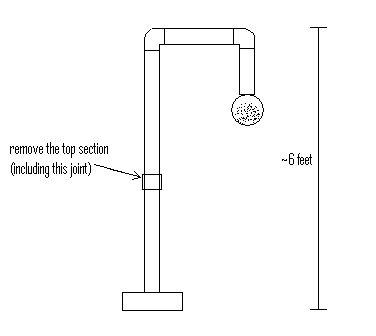 remove the top section
(including this joint)
~6 feet